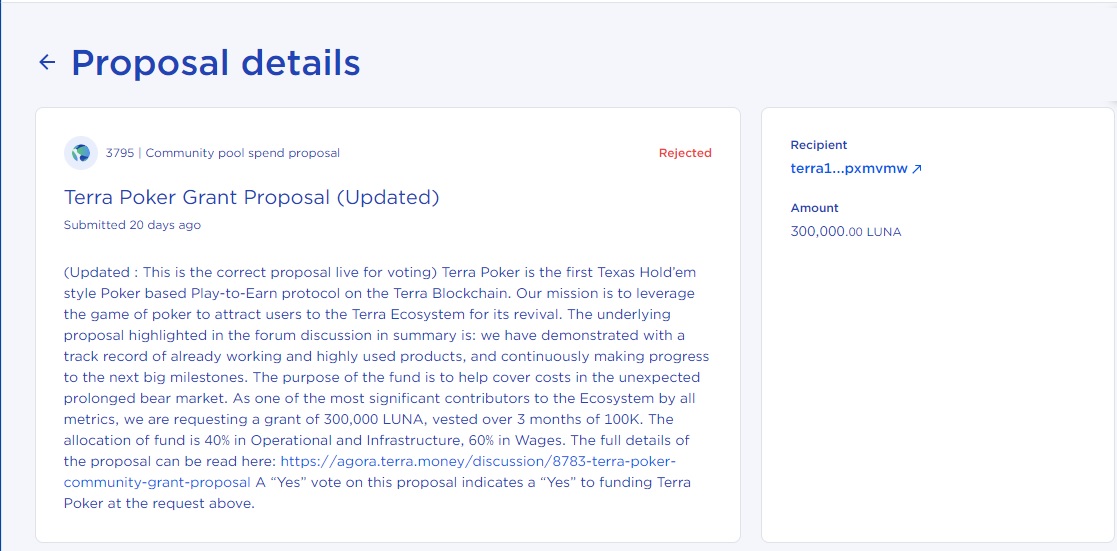 ← Proposal details
3795 | Community pool spend proposal
Rejected
Terra Poker Grant Proposal (Updated)
Submitted 20 days ago
(Updated : This is the correct proposal live for voting) Terra Poker is the first Texas Hold’em
style Poker based Play-to-Earn protocol on the Terra Blockchain. Our mission is to leverage
the game of poker to attract users to the Terra Ecosystem for its revival. The underlying
proposal highlighted in the forum discussion in summary is: we have demonstrated with a
track record of already working and highly used products, and continuously making progress
to the next big milestones. The purpose of the fund is to help cover costs in the unexpected
prolonged bear market. As one of the most significant contributors to the Ecosystem by all
metrics, we are requesting a grant of 300,000 LUNA, vested over 3 months of 100K. The
allocation of fund is 40% in Operational and Infrastructure, 60% in Wages. The full details of
the proposal can be read here: https://agora.terra.money/discussion/8783-terra-poker-
community-grant-proposal A “Yes” vote on this proposal indicates a “Yes” to funding Terra
Poker at the request above.
Recipient
terra1...pxmvmw ↗
Amount
300,000.00 LUNA